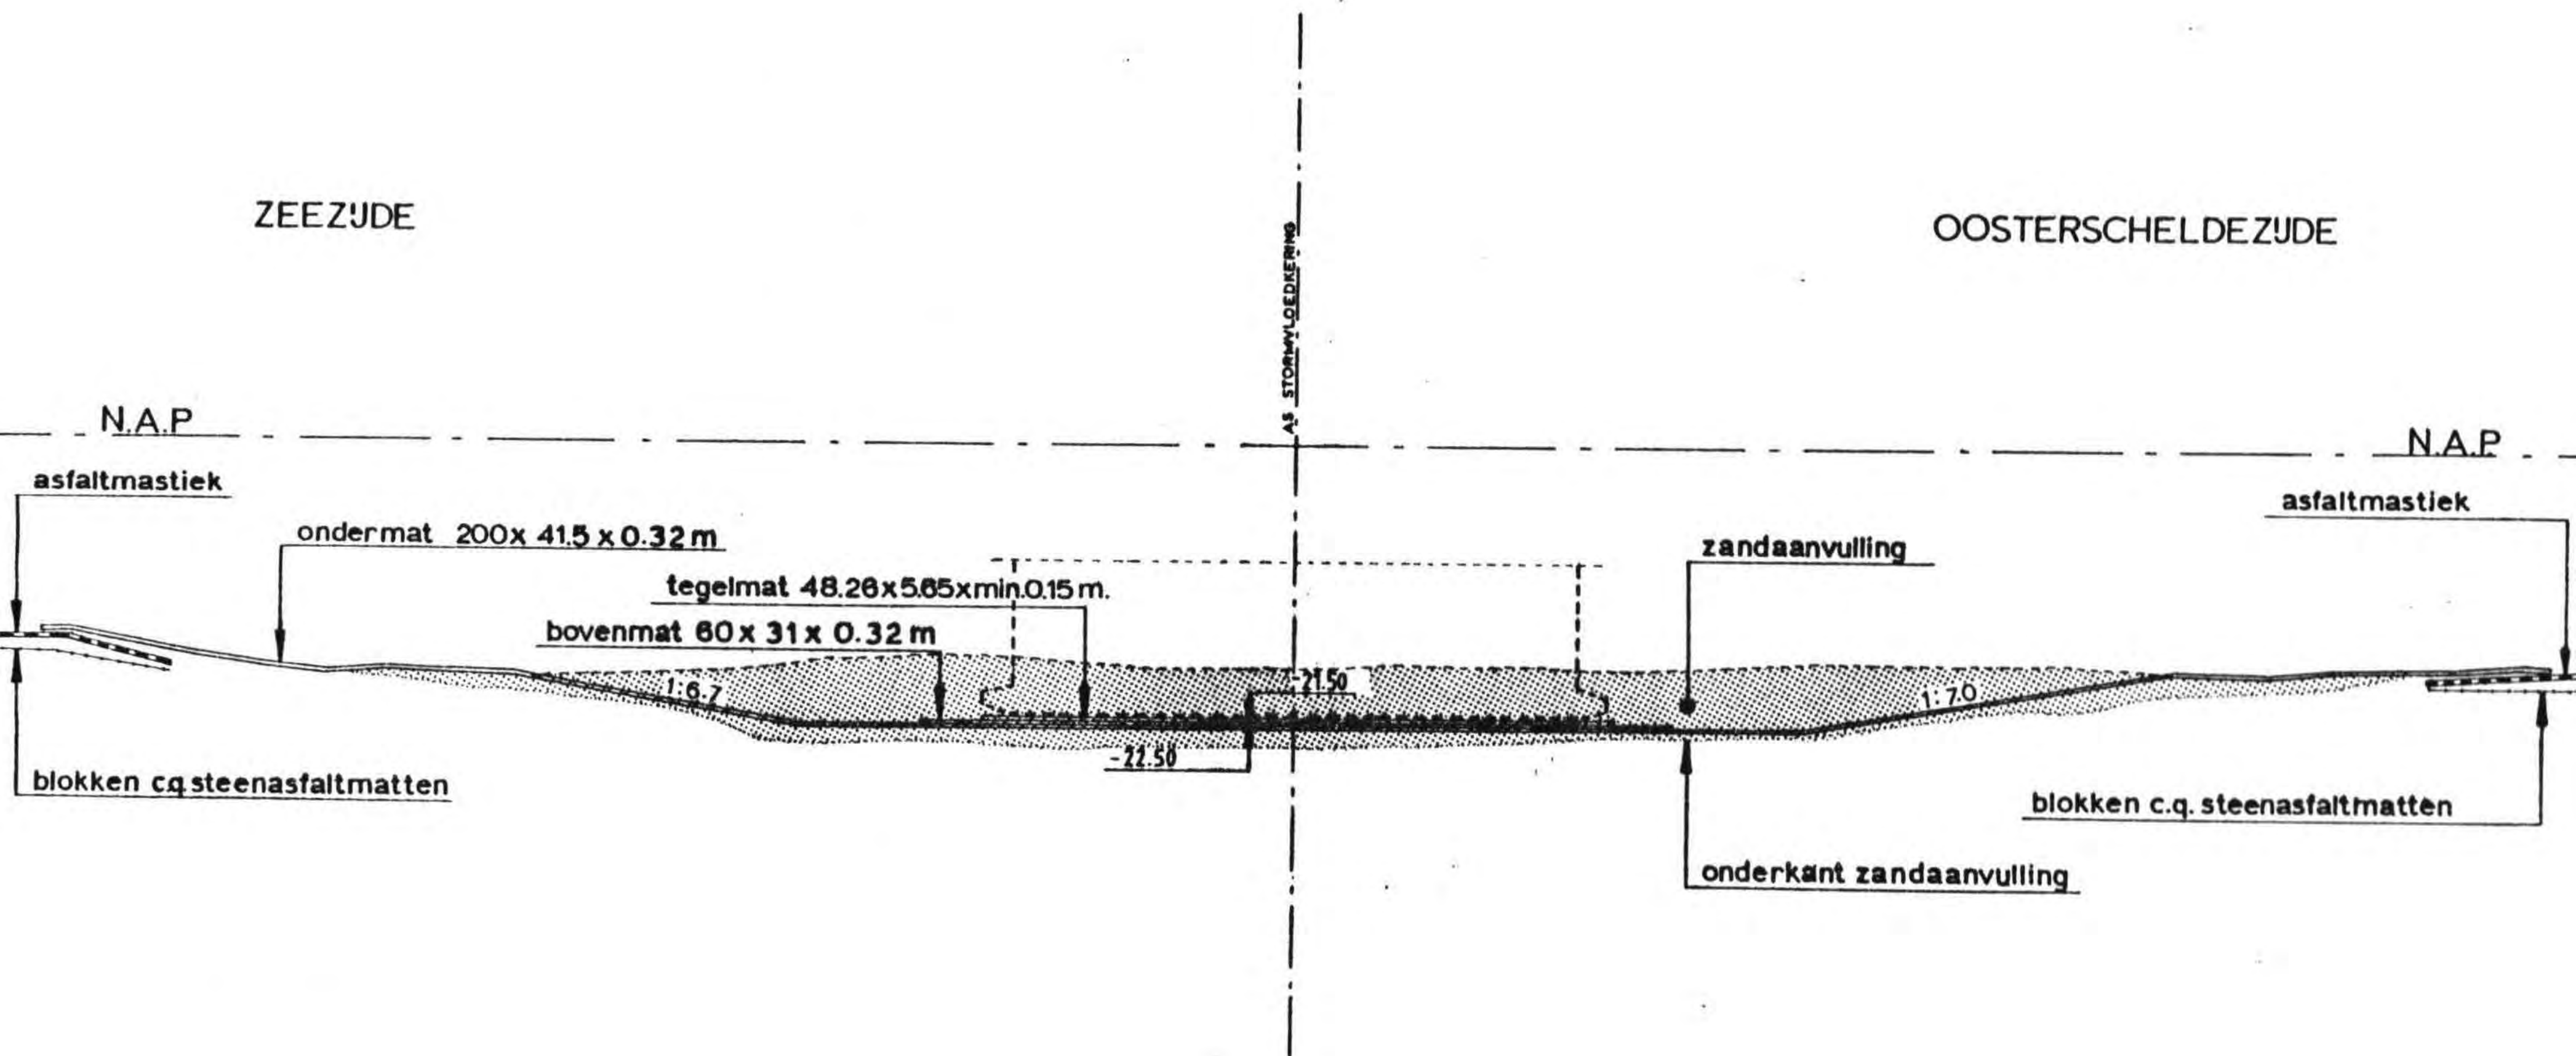 ZEEZIJDE
OOSTERSCHELDEZIJDE
AS STORMVLOEDKERING
N.A.P
N.A.P
asfaltmastiek
asfaltmastiek
ondermat 200x 41.5 x 0.32 m
zandaanvulling
tegelmat 48.26x5.65xmin.0.15 m.
bovenmat 60 x 31 x 0.32 m
1:6.7
-21.50
1:7.0
-22.50
blokken c.q steenasfaltmatten
blokken c.q. steenasfaltmatten
onderkant zandaanvulling